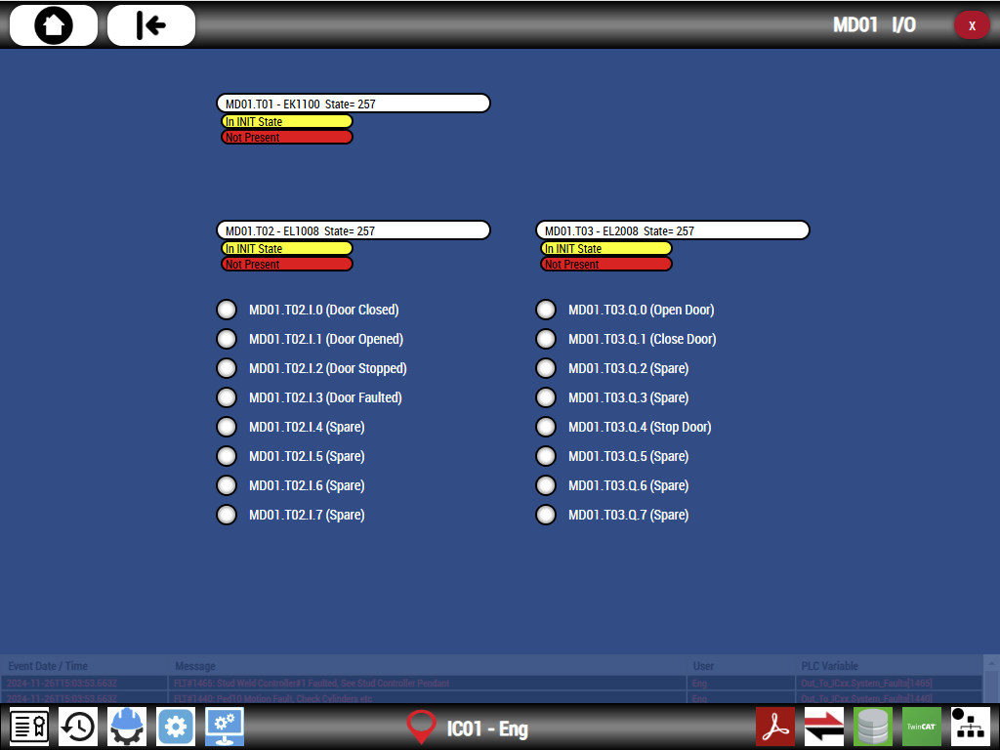 MD01 I/O
X
MD01.T01 - EK1100 State= 257
In INIT State
Not Present
MD01.T02 - EL1008 State= 257
In INIT State
Not Present
MD01.T03 - EL2008 State= 257
In INIT State
Not Present
MD01.T02.I.0 (Door Closed)
MD01.T02.I.1 (Door Opened)
MD01.T02.I.2 (Door Stopped)
MD01.T02.I.3 (Door Faulted)
MD01.T02.I.4 (Spare)
MD01.T02.I.5 (Spare)
MD01.T02.I.6 (Spare)
MD01.T02.I.7 (Spare)
MD01.T03.Q.0 (Open Door)
MD01.T03.Q.1 (Close Door)
MD01.T03.Q.2 (Spare)
MD01.T03.Q.3 (Spare)
MD01.T03.Q.4 (Stop Door)
MD01.T03.Q.5 (Spare)
MD01.T03.Q.6 (Spare)
MD01.T03.Q.7 (Spare)
Event Date / Time Message User PLC Variable
2024-11-26T15:03:53.663Z FLT#1465: Stud Weld Controller#1 Faulted, See Stud Controller Pendant Eng Out_To_ICxx.System_Faults[1465]
2024-11-26T15:03:53.663Z FLT#1440: Ped10 Motion Fault, Check Cylinders etc Eng Out_To_ICxx.System_Faults[1440]
IC01 - Eng
TwinCAT